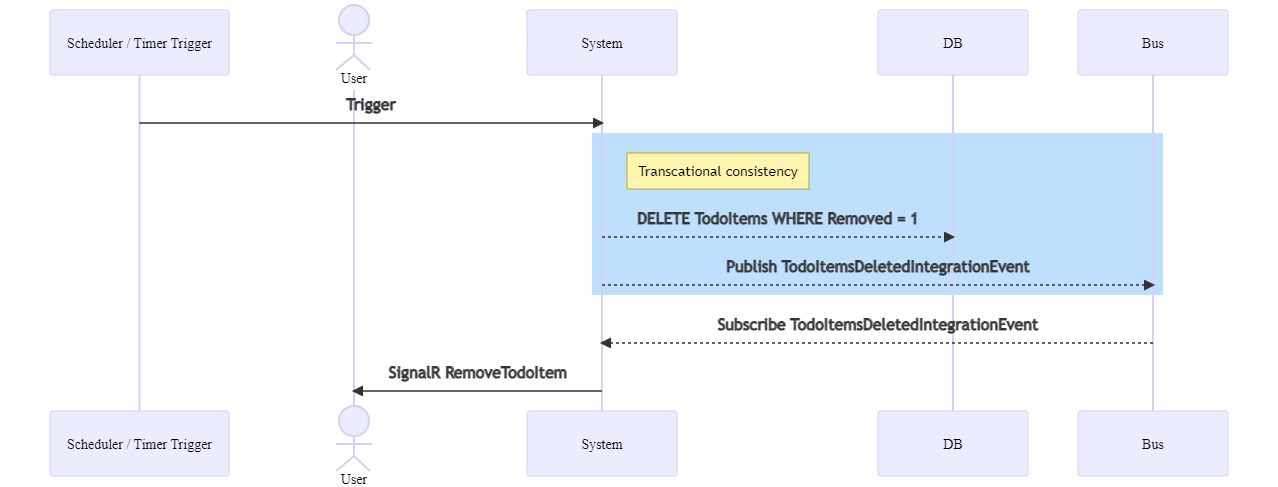 Scheduler / Timer Trigger
User
System
DB
Bus
Trigger
Transcational consistency
DELETE TodoItems WHERE Removed = 1
Publish TodoItemsDeletedIntegrationEvent
Subscribe TodoItemsDeletedIntegrationEvent
SignalR RemoveTodoItem
Scheduler / Timer Trigger
User
System
DB
Bus